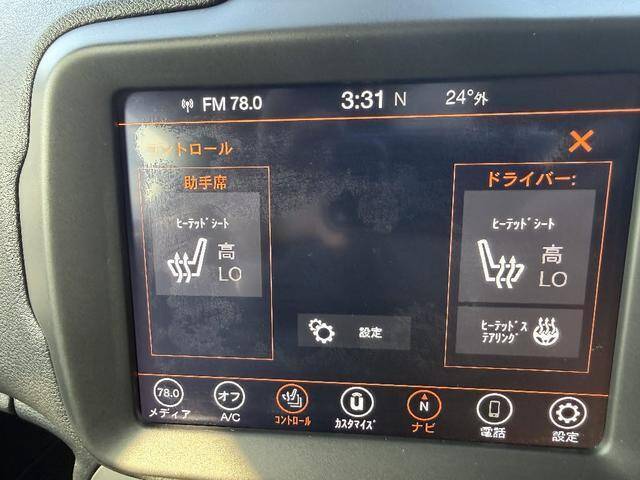 FM 78.0 3:31 N 24°外
コントロール
助手席
ヒーテッドシート
高
LO
ドライバー:
ヒーテッドシート
高
LO
設定
ヒーテッドス
テアリング
78.0 オフ N
メディア A/C コントロール カスタマイズ ナビ 電話 設定